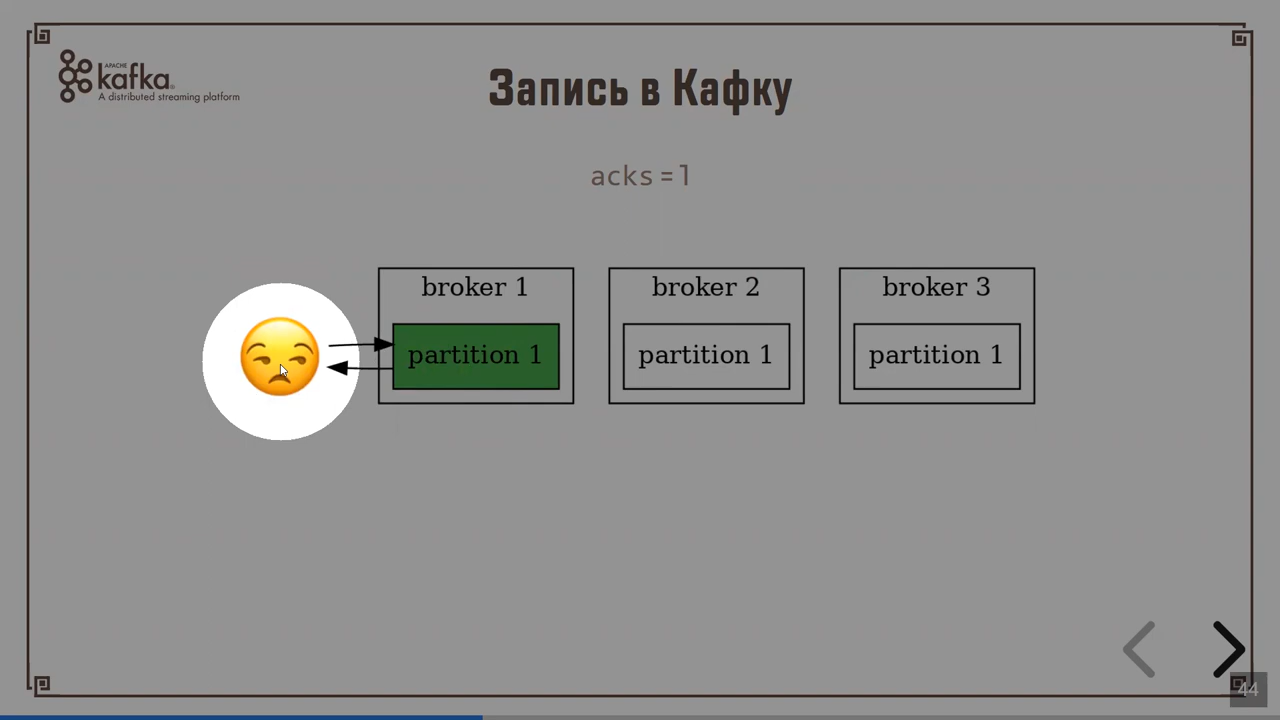 APACHE
kafka®
A distributed streaming platform
Запись в Кафку
acks=1
broker 1
broker 2
broker 3
partition 1
partition 1
partition 1
44